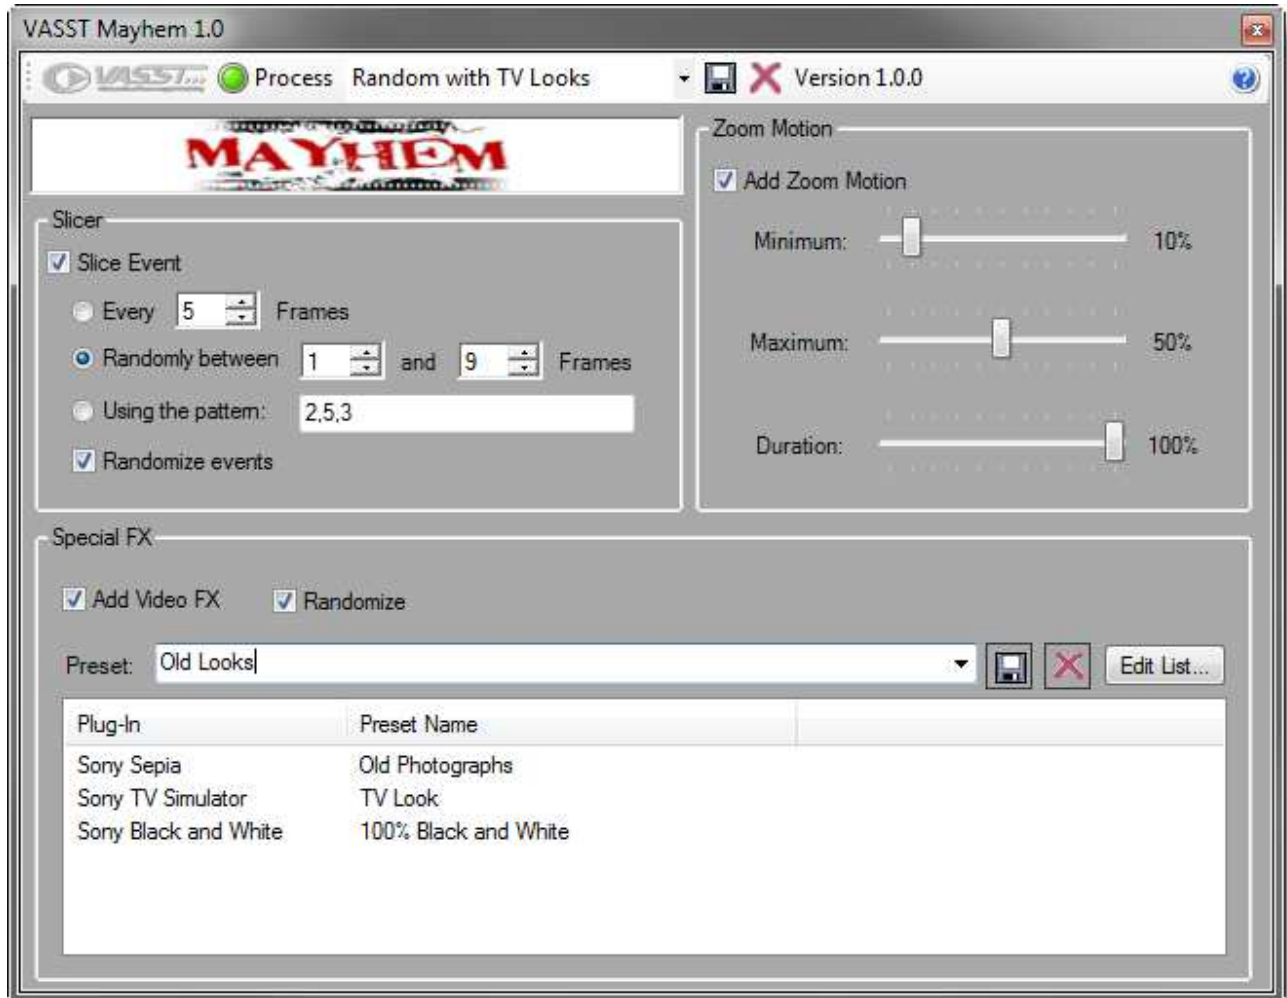 VASST Mayhem 1.0
VASST... Process Random with TV Looks Version 1.0.0
MAYHEM
Zoom Motion
Add Zoom Motion
Minimum: 10%
Maximum: 50%
Duration: 100%
Slicer
Slice Event
Every 5 Frames
Randomly between 1 and 9 Frames
Using the pattern: 2,5,3
Randomize events
Special FX
Add Video FX Randomize
Preset: Old Looks Edit List...
Plug-In Preset Name
Sony Sepia Old Photographs
Sony TV Simulator TV Look
Sony Black and White 100% Black and White